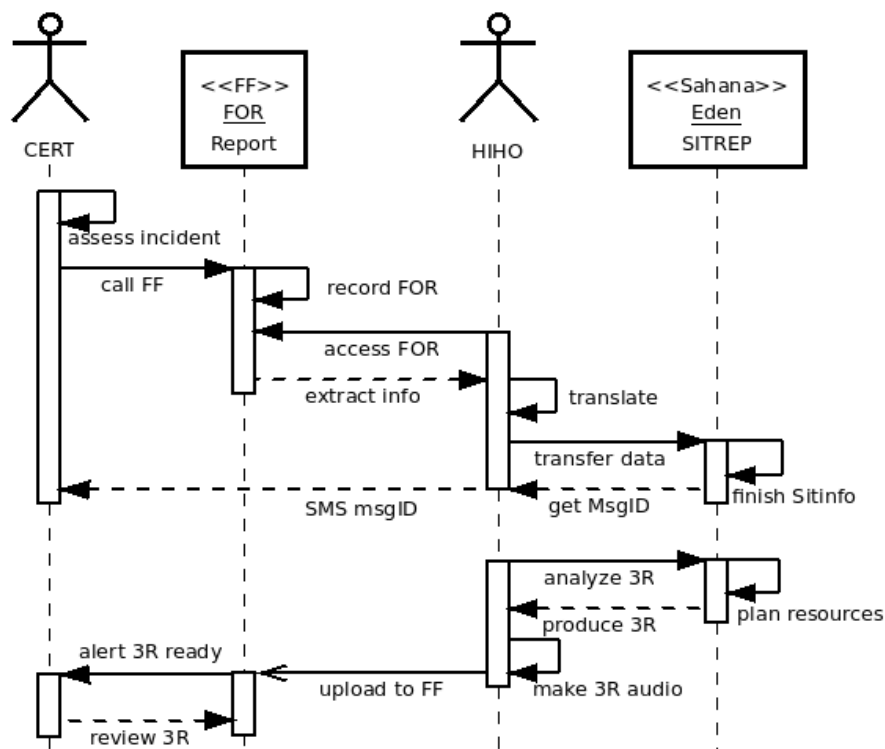 <<FF>>
FOR
Report
<<Sahana>>
Eden
SITREP
CERT
HIHO
assess incident
call FF
record FOR
access FOR
extract info
translate
transfer data
finish Sitinfo
get MsgID
SMS msgID
analyze 3R
plan resources
produce 3R
alert 3R ready
upload to FF
make 3R audio
review 3R